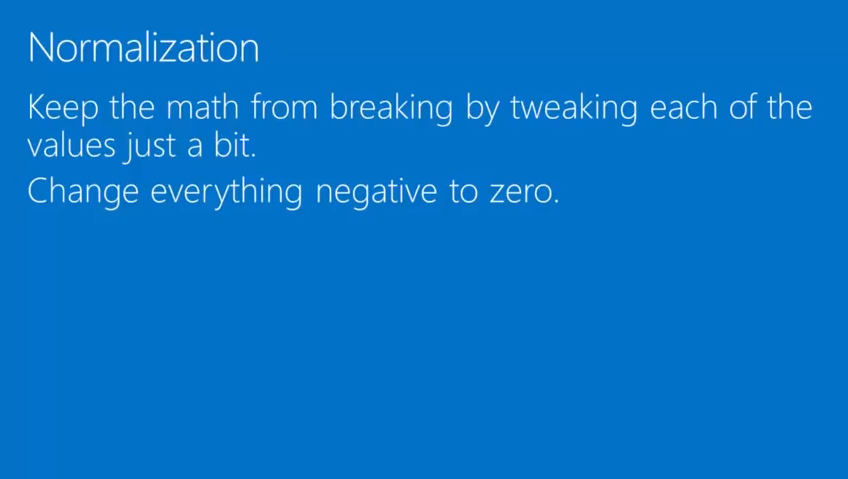 Normalization
Keep the math from breaking by tweaking each of the
values just a bit.
Change everything negative to zero.